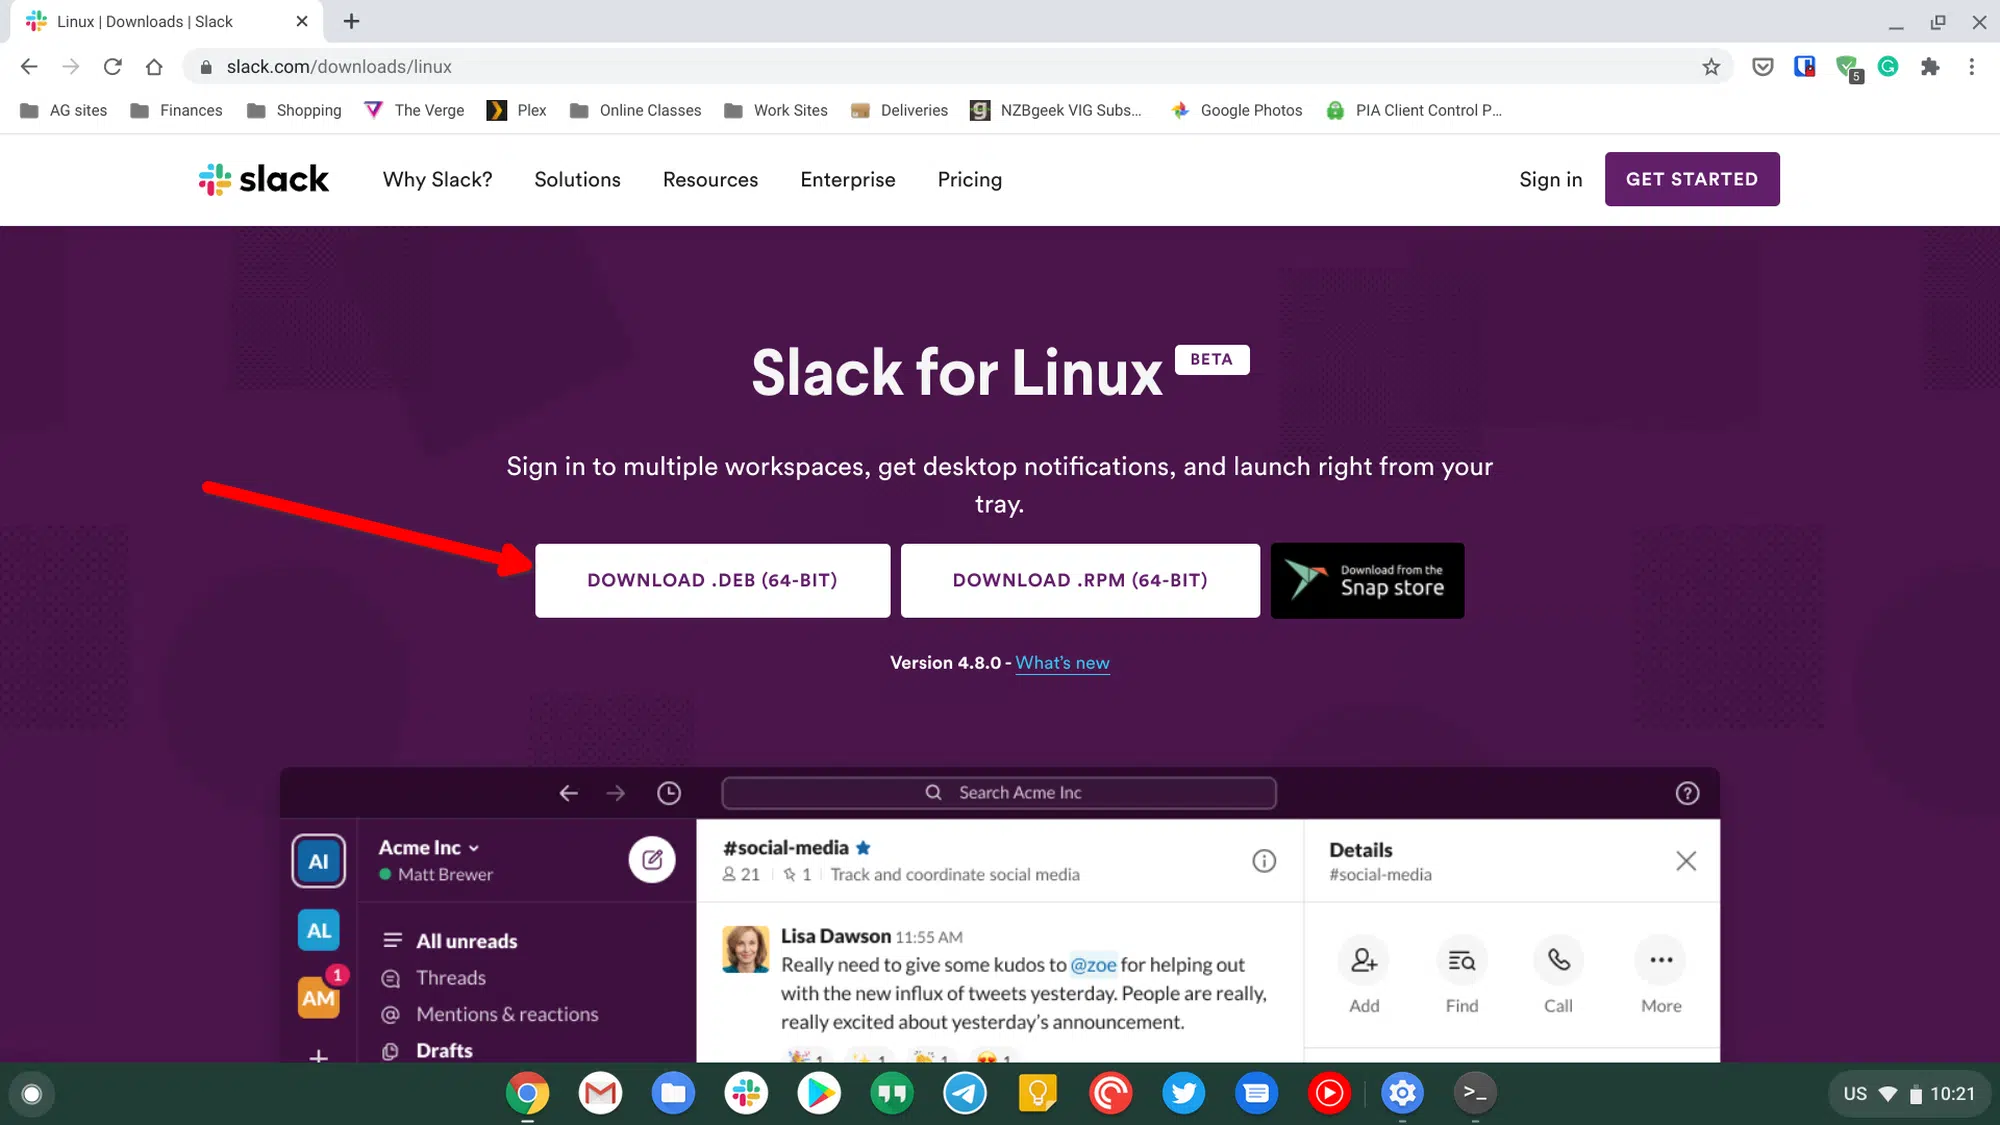 Linux | Downloads | Slack
slack.com/downloads/linux
5
AG sites
Finances
Shopping
The Verge
Plex
Online Classes
Work Sites
Deliveries
NZBgeek VIG Subs...
Google Photos
PIA Client Control P...
slack
Why Slack?
Solutions
Resources
Enterprise
Pricing
Sign in
GET STARTED
Slack for Linux BETA
Sign in to multiple workspaces, get desktop notifications, and launch right from your
tray.
DOWNLOAD .DEB (64-BIT)
DOWNLOAD .RPM (64-BIT)
Download from the
Snap store
Version 4.8.0 - What's new
Search Acme Inc
AI
Acme Inc
Matt Brewer
AL
1
AM
All unreads
Threads
Mentions & reactions
Drafts
#social-media
21 | 1 | Track and coordinate social media
Lisa Dawson 11:55 AM
Really need to give some kudos to @zoe for helping out
with the new influx of tweets yesterday. People are really,
really excited about yesterday's announcement.
1 1 1 1
Details
#social-media
Add
Find
Call
More
US
10:21